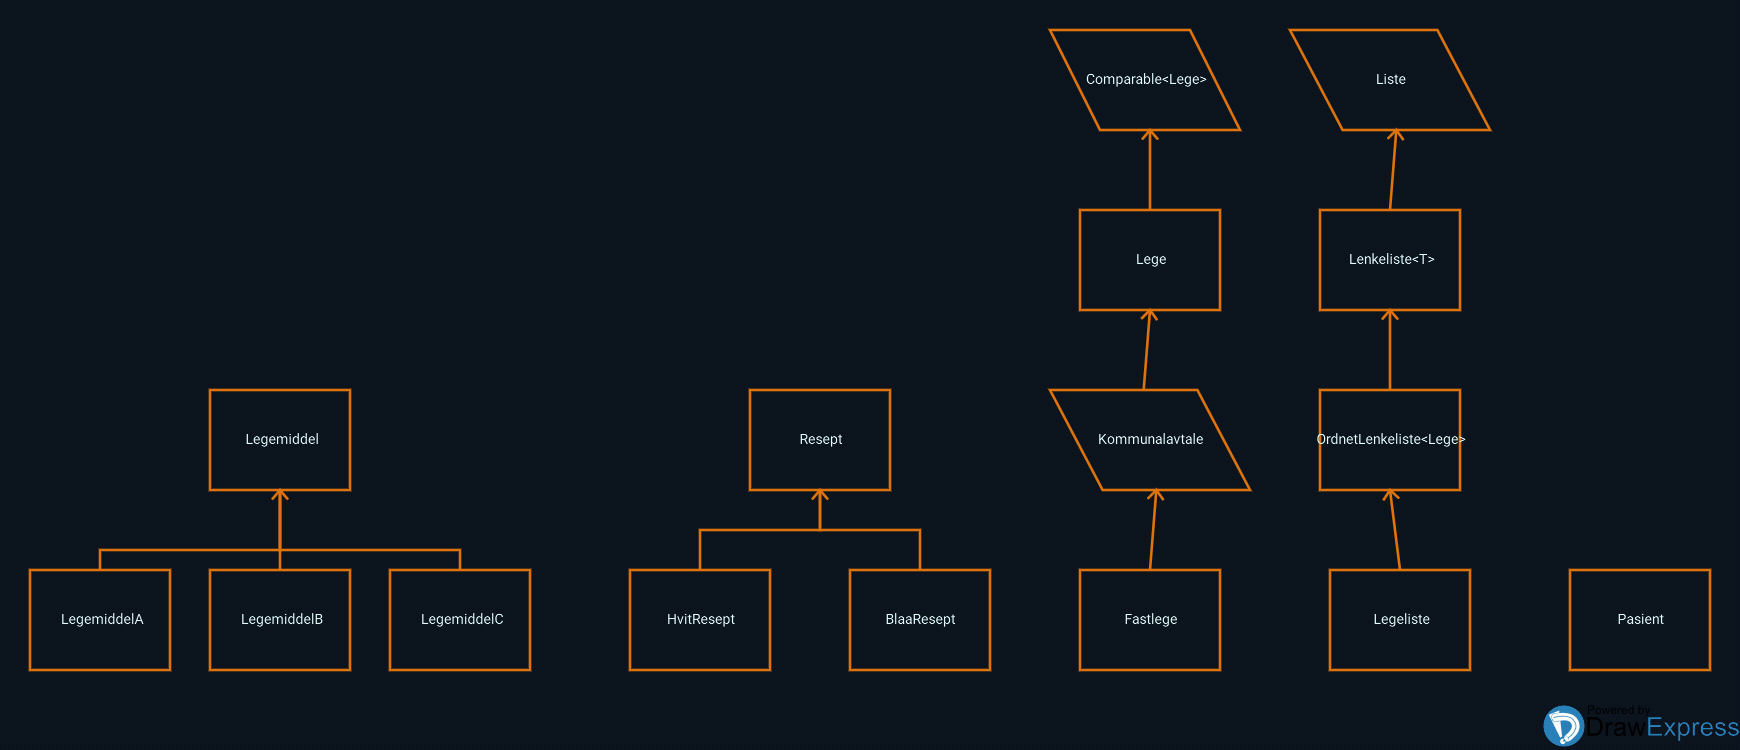 Comparable<Lege>
Liste
Lege
Lenkeliste<T>
Legemiddel
Resept
Kommunalavtale
OrdnetLenkeliste<Lege>
LegemiddelA
LegemiddelB
LegemiddelC
HvitResept
BlaaResept
Fastlege
Legeliste
Pasient
Powered by
DrawExpress